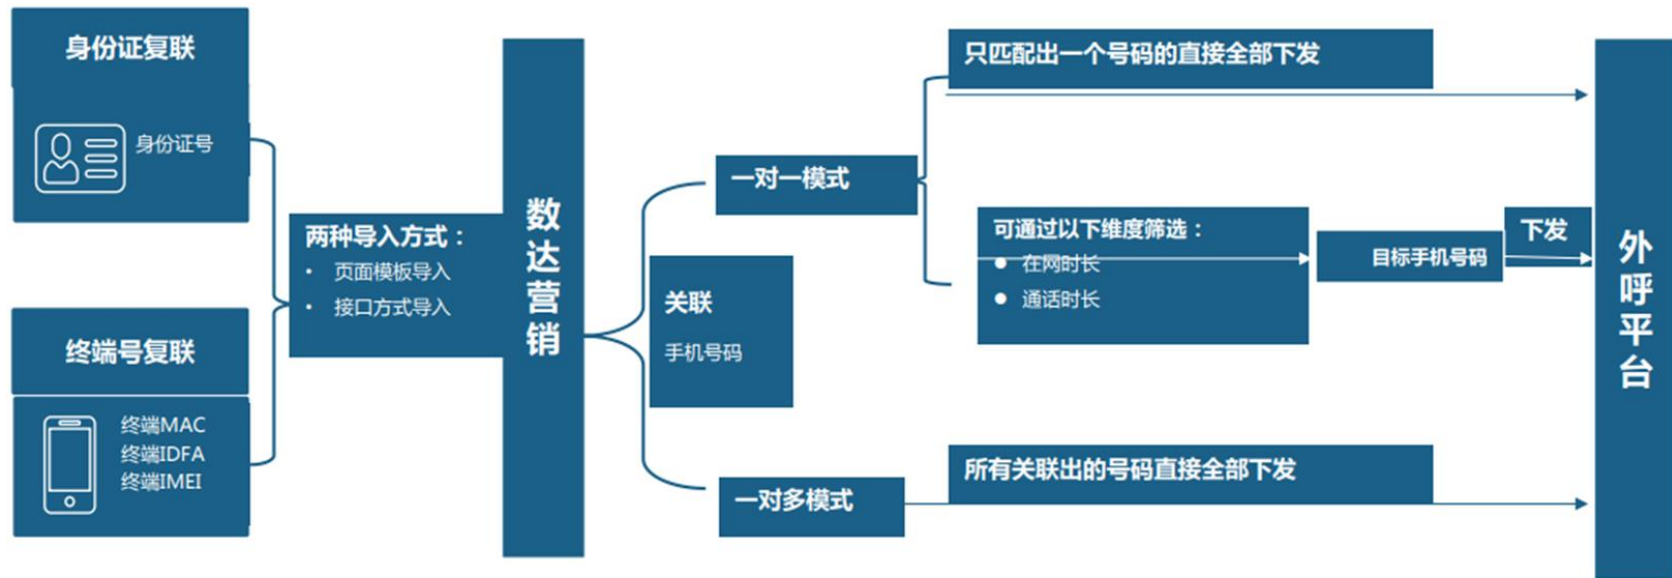 身份证复联
身份证号
终端号复联
终端MAC
终端IDFA
终端IMEI
两种导入方式：
• 页面模板导入
• 接口方式导入
数达营销
关联
手机号码
一对一模式
只匹配出一个号码的直接全部下发
可通过以下维度筛选：
● 在网时长
● 通话时长
目标手机号码
下发
一对多模式
所有关联出的号码直接全部下发
外呼平台